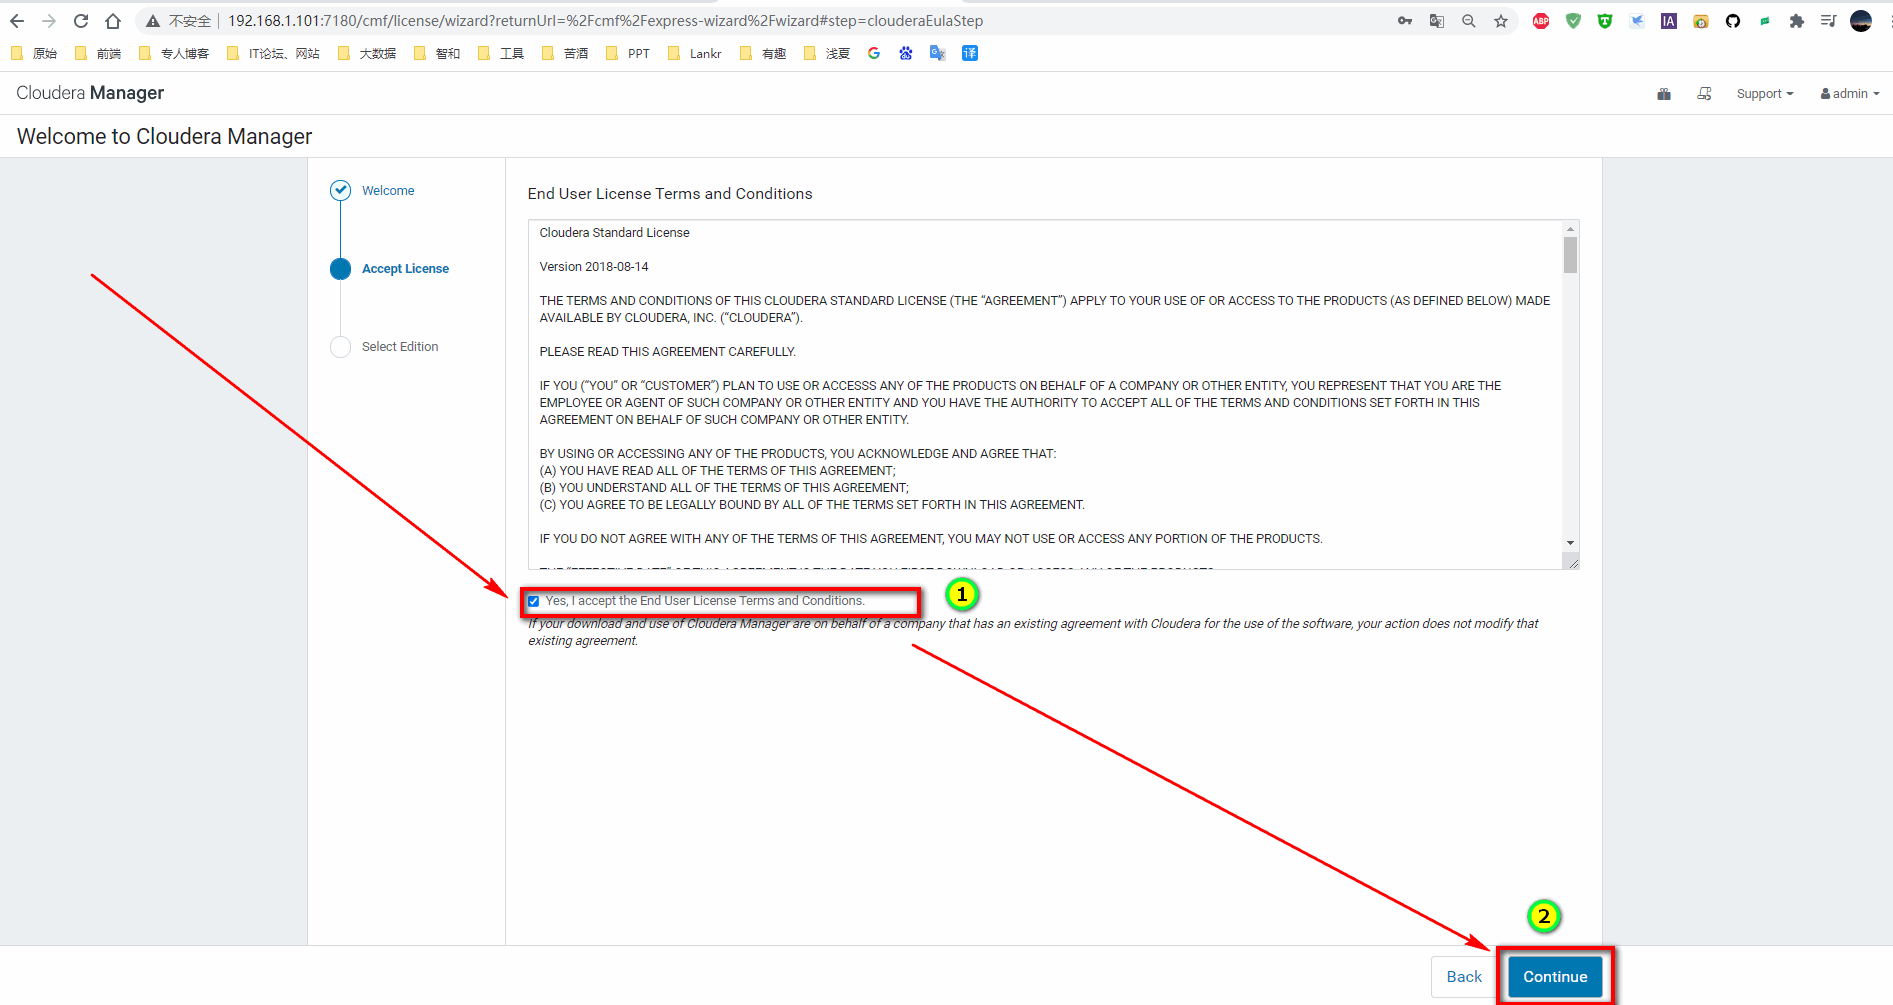 不安全 192.168.1.101:7180/cmf/license/wizard?returnUrl=%2Fcmf%2Fexpress-wizard%2Fwizard#step=clouderaEulaStep
ABP T IA
原始 前端 专人博客 IT论坛、网站 大数据 智和 工具 苦酒 PPT Lankr 有趣 浅夏 G 译
Cloudera Manager
Support admin
Welcome to Cloudera Manager
Welcome
Accept License
Select Edition
End User License Terms and Conditions
Cloudera Standard License
Version 2018-08-14
THE TERMS AND CONDITIONS OF THIS CLOUDERA STANDARD LICENSE (THE “AGREEMENT”) APPLY TO YOUR USE OF OR ACCESS TO THE PRODUCTS (AS DEFINED BELOW) MADE
AVAILABLE BY CLOUDERA, INC. (“CLOUDERA”).
PLEASE READ THIS AGREEMENT CAREFULLY.
IF YOU (“YOU” OR “CUSTOMER”) PLAN TO USE OR ACCESSS ANY OF THE PRODUCTS ON BEHALF OF A COMPANY OR OTHER ENTITY, YOU REPRESENT THAT YOU ARE THE
EMPLOYEE OR AGENT OF SUCH COMPANY OR OTHER ENTITY AND YOU HAVE THE AUTHORITY TO ACCEPT ALL OF THE TERMS AND CONDITIONS SET FORTH IN THIS
AGREEMENT ON BEHALF OF SUCH COMPANY OR OTHER ENTITY.
BY USING OR ACCESSING ANY OF THE PRODUCTS, YOU ACKNOWLEDGE AND AGREE THAT:
(A) YOU HAVE READ ALL OF THE TERMS OF THIS AGREEMENT;
(B) YOU UNDERSTAND ALL OF THE TERMS OF THIS AGREEMENT;
(C) YOU AGREE TO BE LEGALLY BOUND BY ALL OF THE TERMS SET FORTH IN THIS AGREEMENT.
IF YOU DO NOT AGREE WITH ANY OF THE TERMS OF THIS AGREEMENT, YOU MAY NOT USE OR ACCESS ANY PORTION OF THE PRODUCTS.
Yes, I accept the End User License Terms and Conditions.
1
If your download and use of Cloudera Manager are on behalf of a company that has an existing agreement with Cloudera for the use of the software, your action does not modify that
existing agreement.
2
Back Continue